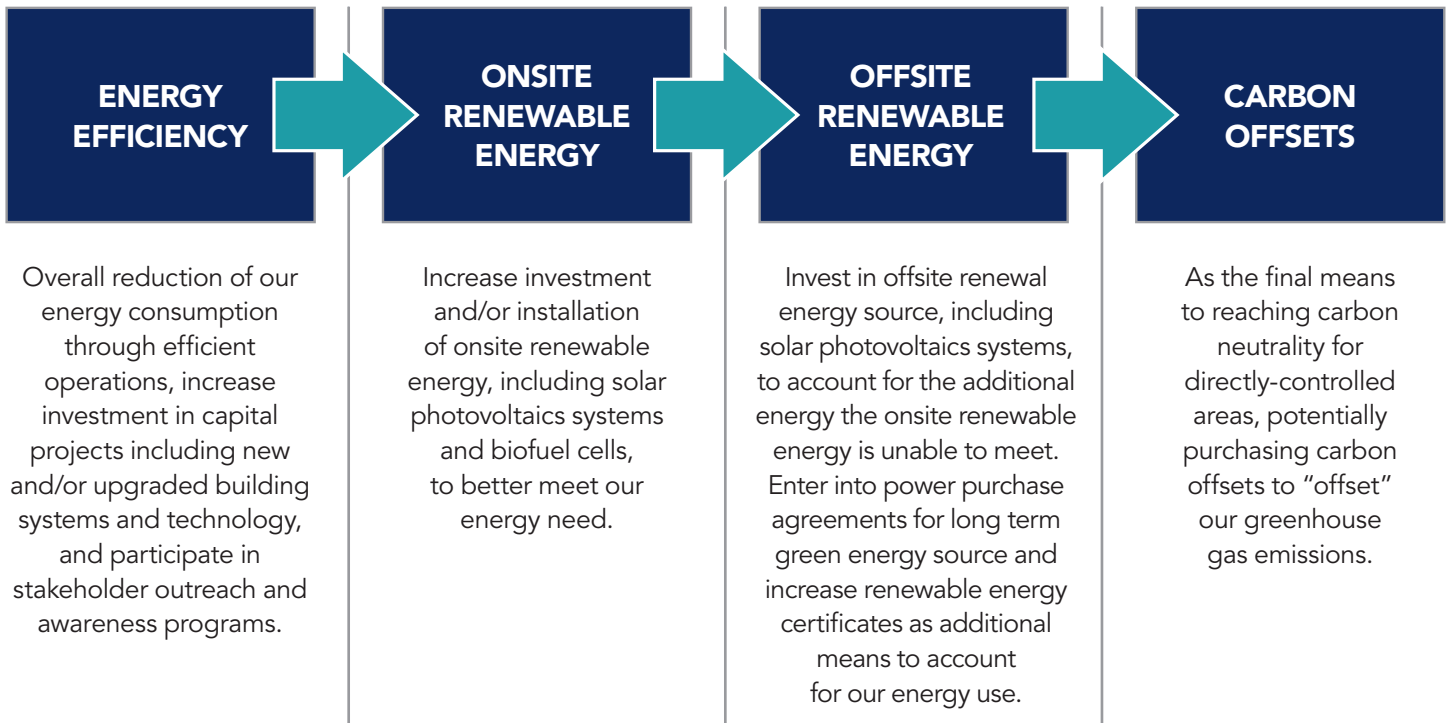 ENERGY
EFFICIENCY
Overall reduction of our
energy consumption
through efficient
operations, increase
investment in capital
projects including new
and/or upgraded building
systems and technology,
and participate in
stakeholder outreach and
awareness programs.
ONSITE
RENEWABLE
ENERGY
Increase investment
and/or installation
of onsite renewable
energy, including solar
photovoltaics systems
and biofuel cells,
to better meet our
energy need.
OFFSITE
RENEWABLE
ENERGY
Invest in offsite renewal
energy source, including
solar photovoltaics systems,
to account for the additional
energy the onsite renewable
energy is unable to meet.
Enter into power purchase
agreements for long term
green energy source and
increase renewable energy
certificates as additional
means to account
for our energy use.
CARBON
OFFSETS
As the final means
to reaching carbon
neutrality for
directly-controlled
areas, potentially
purchasing carbon
offsets to “offset”
our greenhouse
gas emissions.